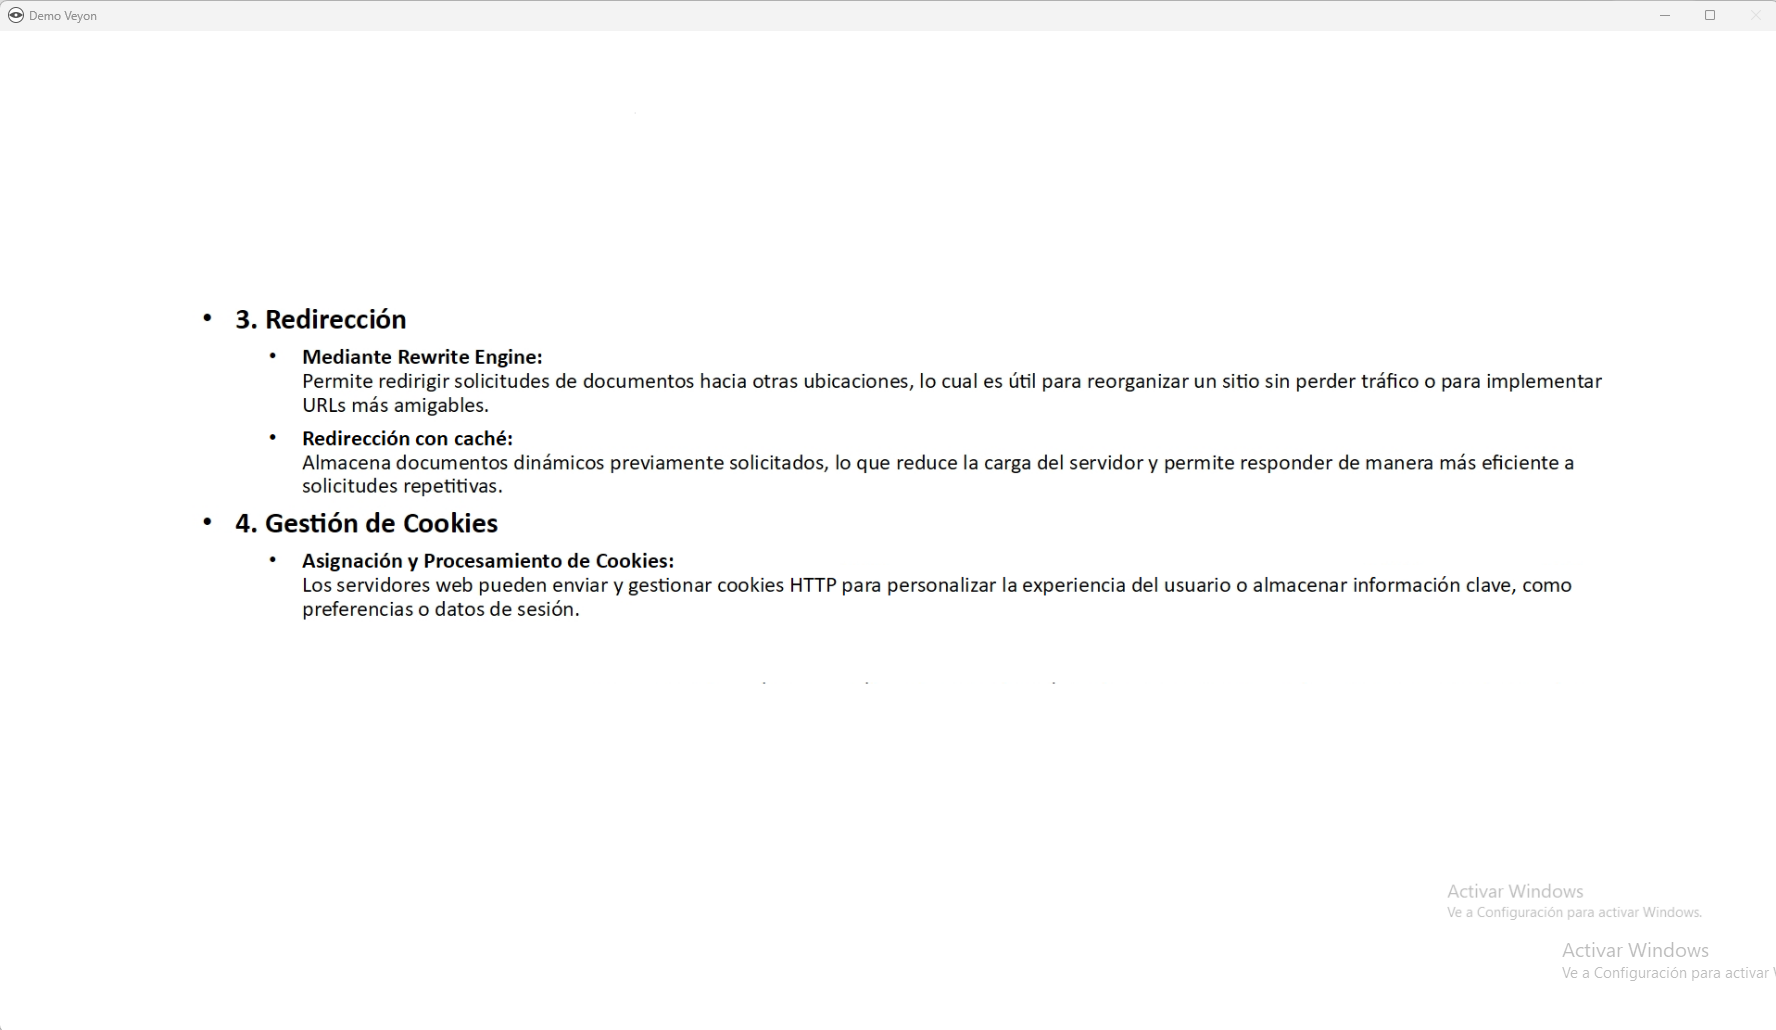 Demo Veyon
• 3. Redirección
• Mediante Rewrite Engine:
Permite redirigir solicitudes de documentos hacia otras ubicaciones, lo cual es útil para reorganizar un sitio sin perder tráfico o para implementar
URLs más amigables.
• Redirección con caché:
Almacena documentos dinámicos previamente solicitados, lo que reduce la carga del servidor y permite responder de manera más eficiente a
solicitudes repetitivas.
• 4. Gestión de Cookies
• Asignación y Procesamiento de Cookies:
Los servidores web pueden enviar y gestionar cookies HTTP para personalizar la experiencia del usuario o almacenar información clave, como
preferencias o datos de sesión.
Activar Windows
Ve a Configuración para activar Windows.
Activar Windows
Ve a Configuración para activar